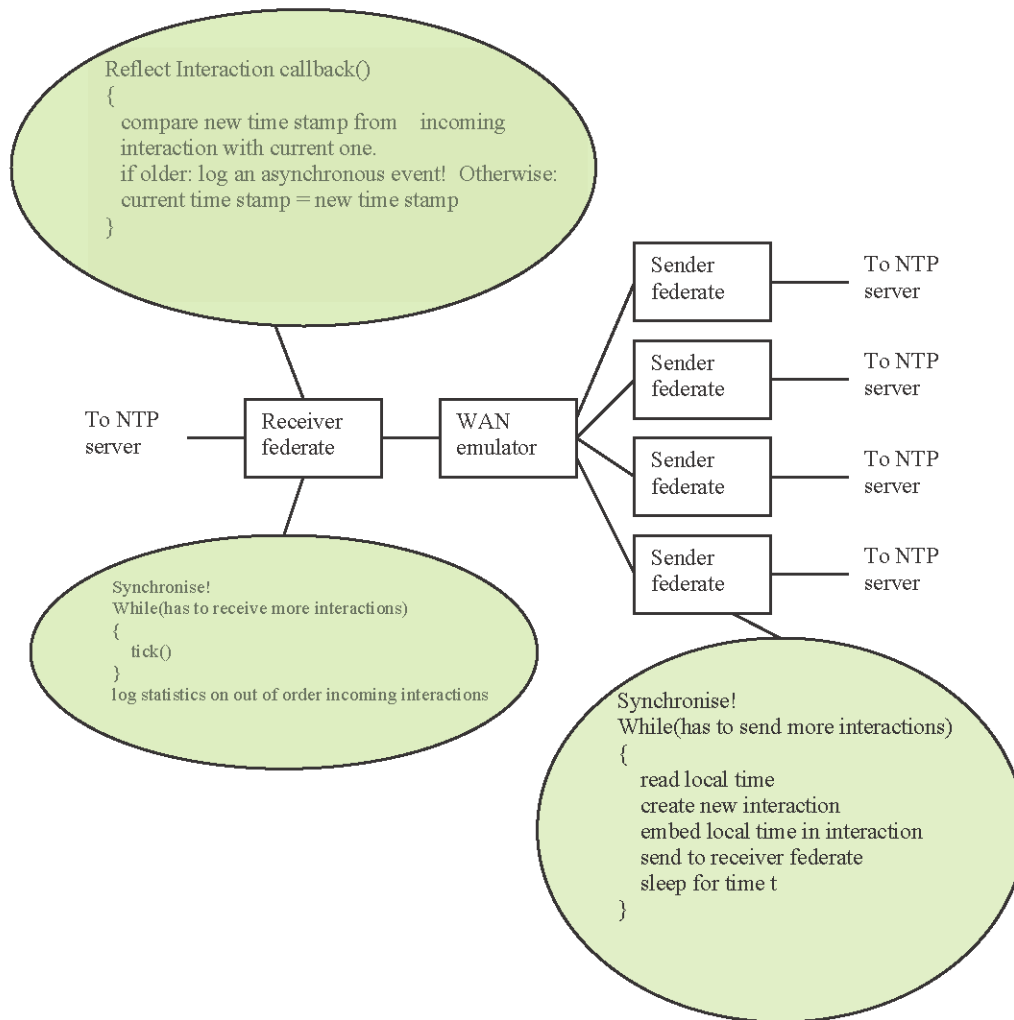 Reflect Interaction callback()
{
compare new time stamp from incoming
interaction with current one.
if older: log an asynchronous event! Otherwise:
current time stamp = new time stamp
}
Sender
federate
To NTP
server
Sender
federate
To NTP
server
To NTP
server
Receiver
federate
WAN
emulator
Sender
federate
To NTP
server
Sender
federate
To NTP
server
Synchronise!
While(has to receive more interactions)
{
tick()
}
log statistics on out of order incoming interactions
Synchronise!
While(has to send more interactions)
{
read local time
create new interaction
embed local time in interaction
send to receiver federate
sleep for time t
}